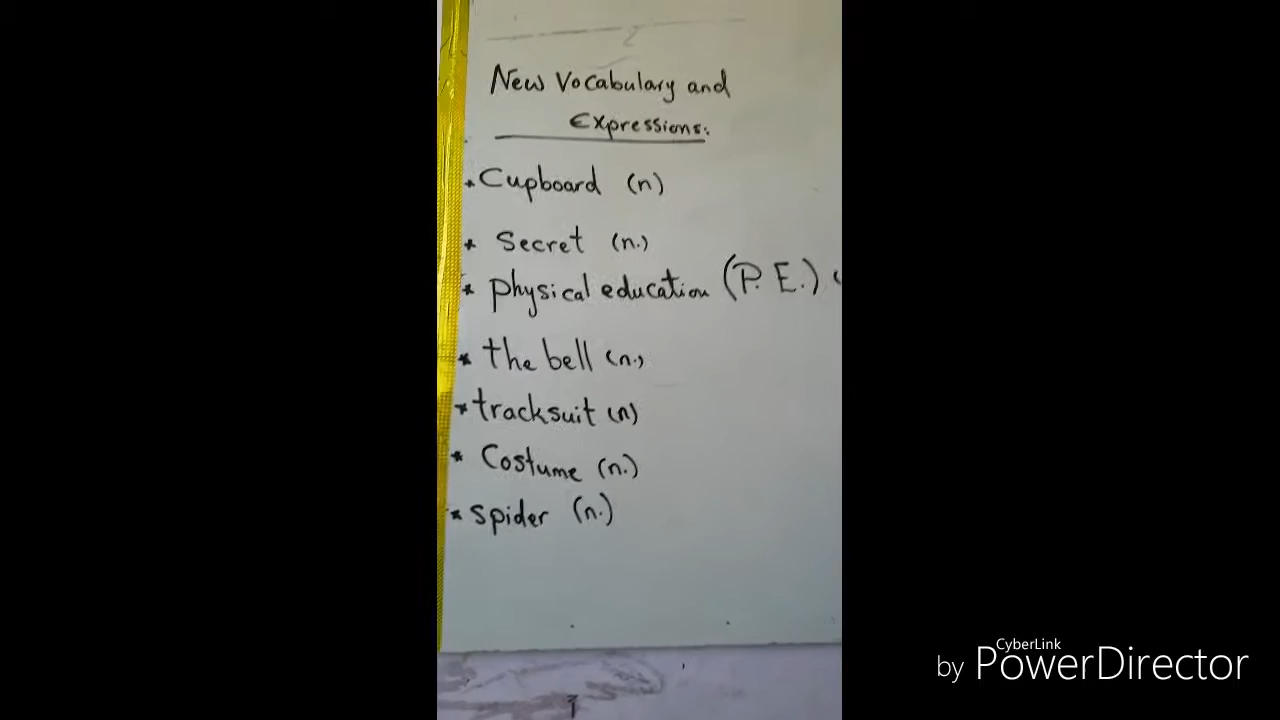 New Vocabulary and
Expressions:
* Cupboard (n)
* Secret (n.)
* physical education (P. E.)
* the bell (n.)
* tracksuit (n)
* Costume (n.)
* spider (n.)
CyberLink
by PowerDirector